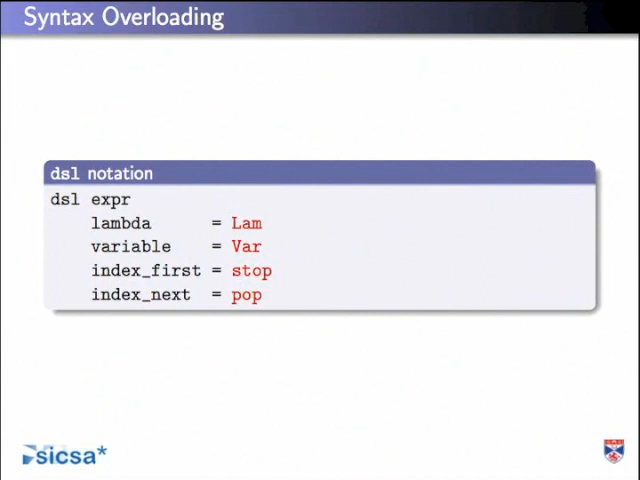 Syntax Overloading
dsl notation
dsl expr
lambda = Lam
variable = Var
index_first = stop
index_next = pop
sicsa*